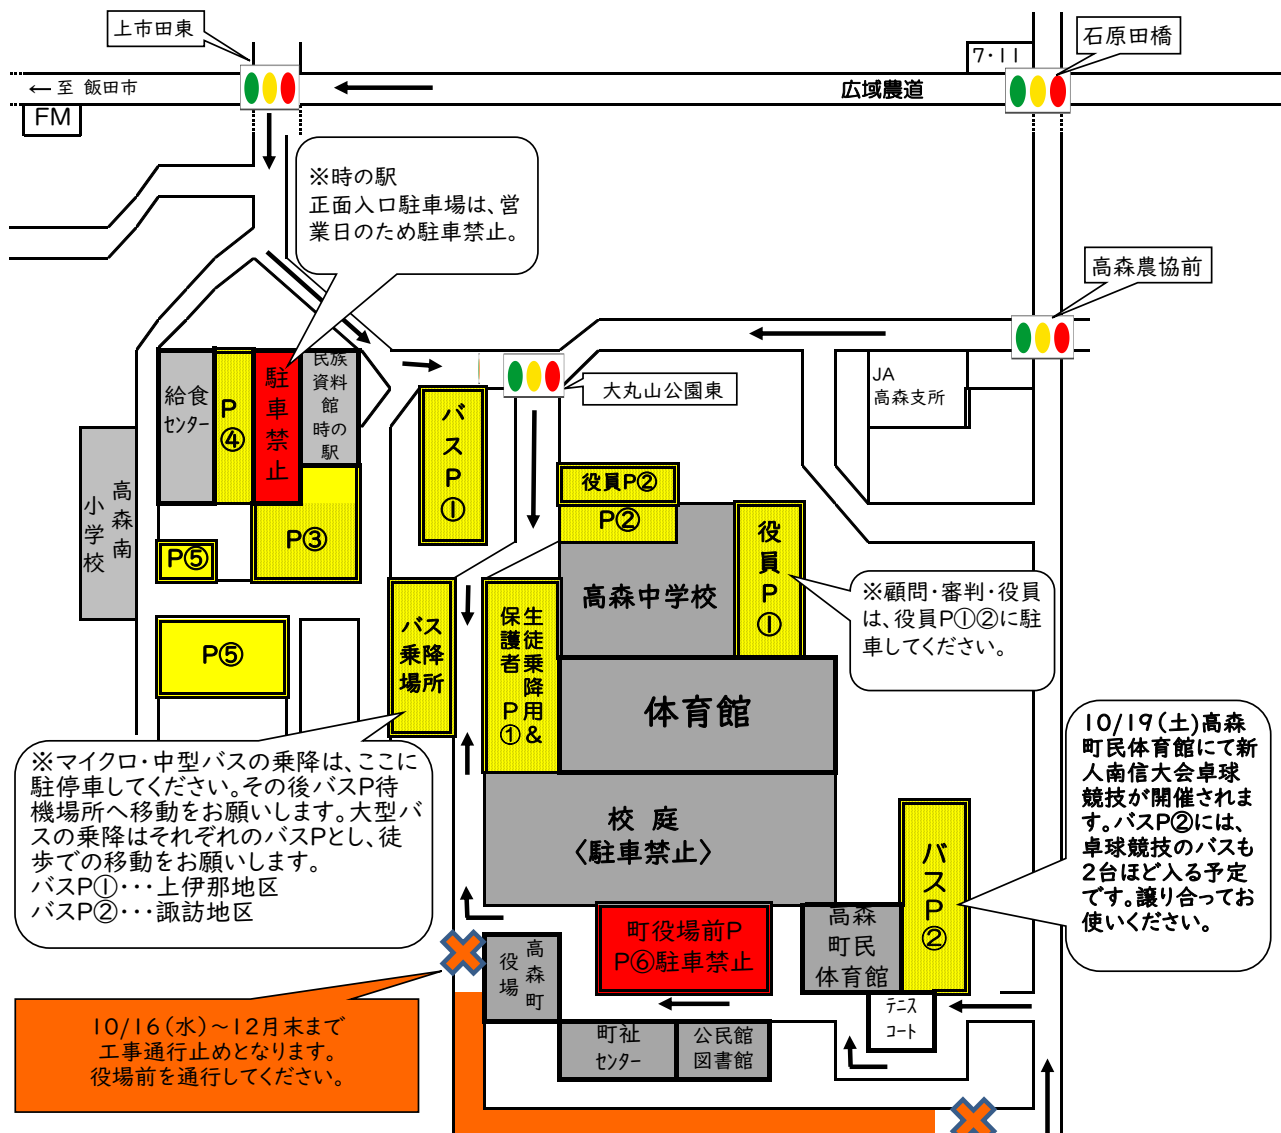 上市田東
石原田橋
7・11
← 至 飯田市
広域農道
FM
※時の駅
正面入口駐車場は、営
業日のため駐車禁止。
高森農協前
大丸山公園東
JA
高森支所
給食
センター
P④
駐車禁止
民族
資料
館
時の
駅
バスP①
役員P②
P②
高森南
小学校
P③
P⑤
高森中学校
役員P①
※顧問・審判・役員
は、役員P①②に駐
車してください。
P⑤
バス
乗降
場所
生徒乗降用&
保護者 P①
体育館
※マイクロ・中型バスの乗降は、ここに
駐停車してください。その後バスP待
機場所へ移動をお願いします。大型バ
スの乗降はそれぞれのバスPとし、徒
歩での移動をお願いします。
バスP①・・・上伊那地区
バスP②・・・諏訪地区
校 庭
〈駐車禁止〉
バスP②
10/19(土)高森
町民体育館にて新
人南信大会卓球
競技が開催されま
す。バスP②には、
卓球競技のバスも
2台ほど入る予定
です。譲り合ってお
使いください。
高森町
役場
町役場前P
P⑥駐車禁止
高森
町民
体育館
テニス
コート
町祉
センター
公民館
図書館
10/16(水)～12月末まで
工事通行止めとなります。
役場前を通行してください。